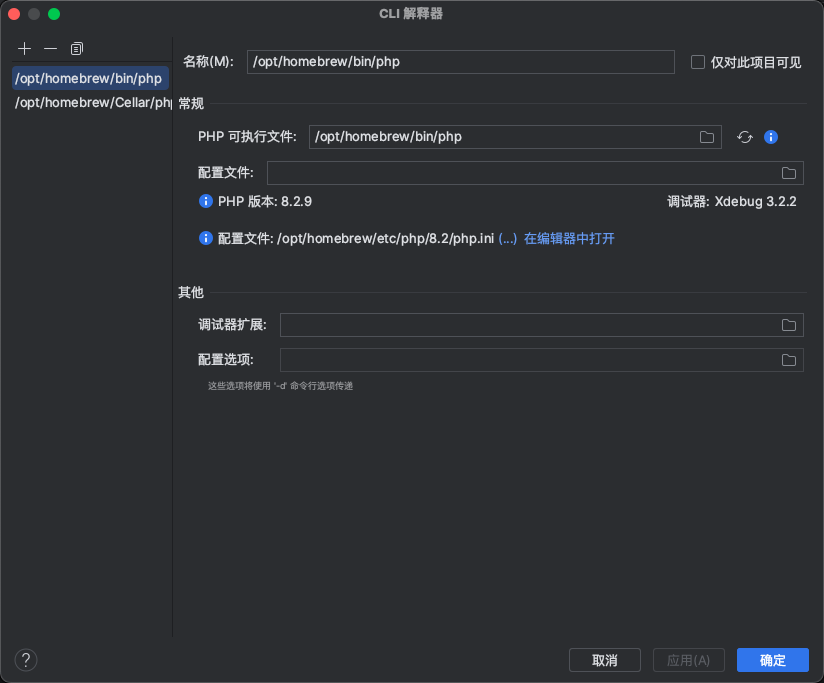 CLI 解释器
/opt/homebrew/bin/php
/opt/homebrew/Cellar/php
名称(M): /opt/homebrew/bin/php 仅对此项目可见
常规
PHP 可执行文件: /opt/homebrew/bin/php
配置文件:
PHP 版本: 8.2.9 调试器: Xdebug 3.2.2
配置文件: /opt/homebrew/etc/php/8.2/php.ini (...) 在编辑器中打开
其他
调试器扩展:
配置选项:
这些选项将使用 '-d' 命令行选项传递
? 取消 应用(A) 确定